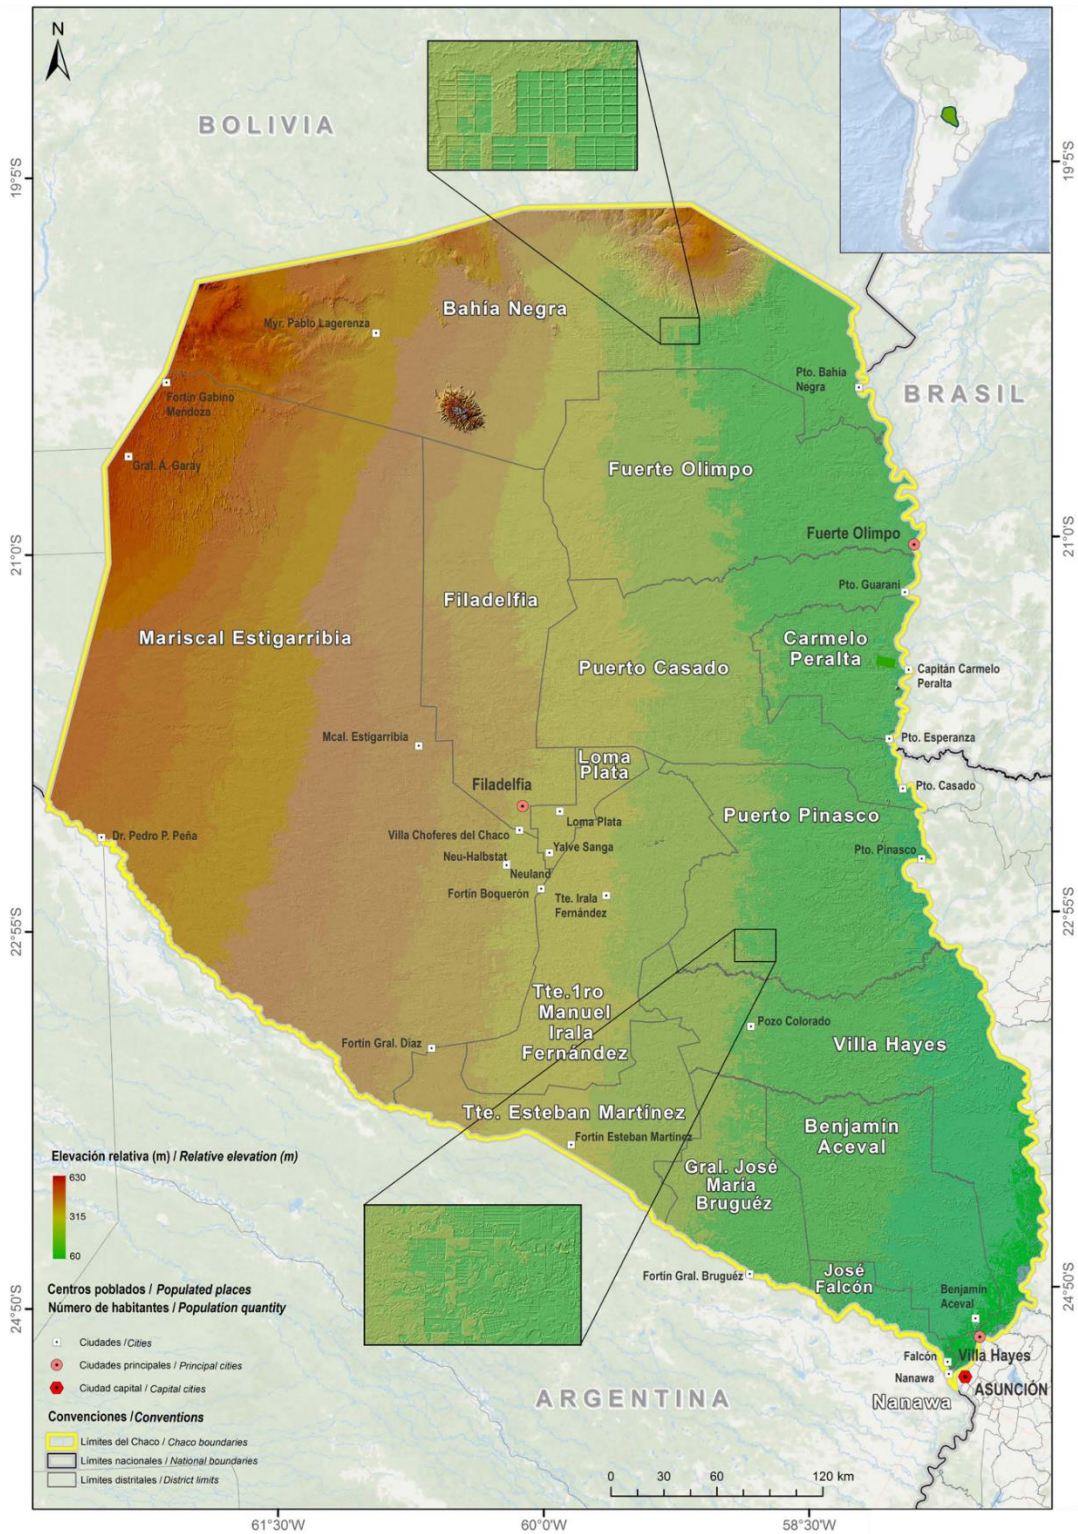 N
BOLIVIA
19°5'S
19°5'S
Bahía Negra
Myr. Pablo Lagerenza
Pto. Bahía
Negra
BRASIL
Fortín Gabino
Mendoza
Gral. A. Garay
Fuerte Olimpo
Fuerte Olimpo
21°0'S
21°0'S
Pto. Guaraní
Filadelfia
Mariscal Estigarribia
Carmelo
Peralta
Puerto Casado
Capitán Carmelo
Peralta
Mcal. Estigarribia
Pto. Esperanza
Loma
Plata
Filadelfia
Pto. Casado
Loma Plata
Puerto Pinasco
Dr. Pedro P. Peña
Villa Choferes del Chaco
Yalve Sanga
Pto. Pinasco
Neu-Halbstat
Neuland
Fortín Boquerón
Tte. Irala
Fernández
22°55'S
22°55'S
Tte.1ro
Manuel
Irala
Fernández
Pozo Colorado
Fortín Gral. Diaz
Villa Hayes
Tte. Esteban Martínez
Fortín Esteban Martínez
Benjamín
Aceval
Gral. José
María
Bruguéz
Elevación relativa (m) / Relative elevation (m)
630
315
60
José
Falcón
Fortín Gral. Bruguéz
24°50'S
24°50'S
Benjamín
Aceval
Centros poblados / Populated places
Número de habitantes / Population quantity
Ciudades / Cities
Ciudades principales / Principal cities
Ciudad capital / Capital cities
Falcón
Villa Hayes
Nanawa
ASUNCIÓN
Nanawa
ARGENTINA
Convenciones / Conventions
Límites del Chaco / Chaco boundaries
Límites nacionales / National boundaries
Límites distritales / District limits
0 30 60 120 km
61°30'W
60°0'W
58°30'W